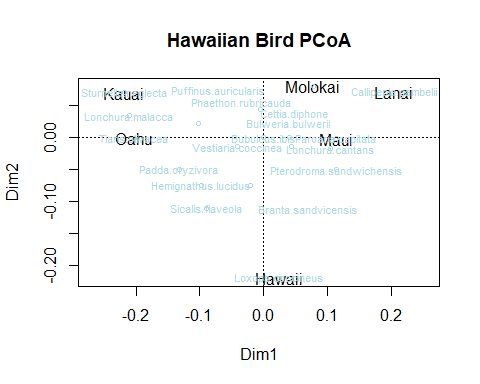 Hawaiian Bird PCoA
Kauai
Puffinus.auricularis
Molokai
Lanai
Phaethon.rubricauda
Lonchura.malacca
Cettia.diphone
Bulweria.bulwerii
Oahu
Maui
Vestiaria.coccinea
Lonchura.cantans
Padda.oryzivora
Pterodroma.sandwichensis
Hemignathus.lucidus
Sicalis.flaveola
Branta.sandvicensis
Hawaii
Dim2
0.00
-0.10
-0.20
-0.2
-0.1
0.0
0.1
0.2
Dim1